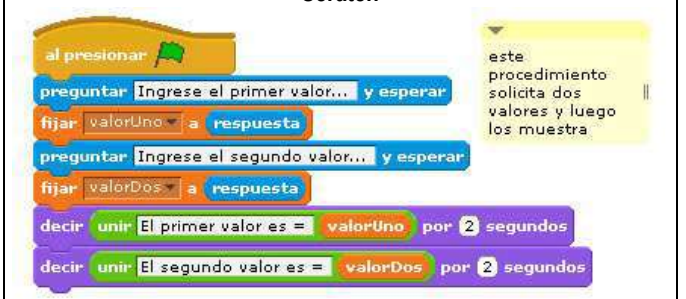 Scratch
al presionar
preguntar Ingrese el primer valor... y esperar
fijar valorUno a respuesta
preguntar Ingrese el segundo valor... y esperar
fijar valorDos a respuesta
decir unir El primer valor es = valorUno por 2 segundos
decir unir El segundo valor es = valorDos por 2 segundos
este
procedimiento
solicita dos
valores y luego
los muestra